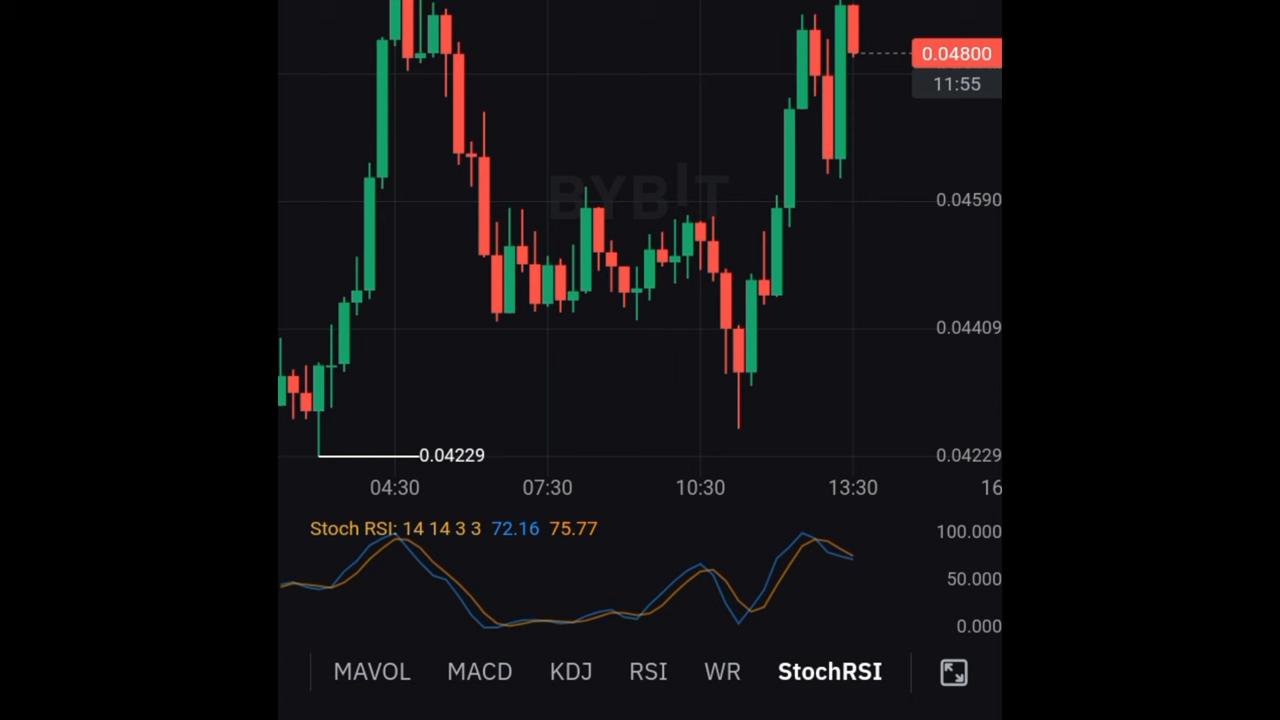 0.04800
11:55
BYBIT
0.04590
0.04409
0.04229 0.04229
04:30 07:30 10:30 13:30 16
Stoch RSI: 14 14 3 3 72.16 75.77 100.000
50.000
0.000
MAVOL MACD KDJ RSI WR StochRSI